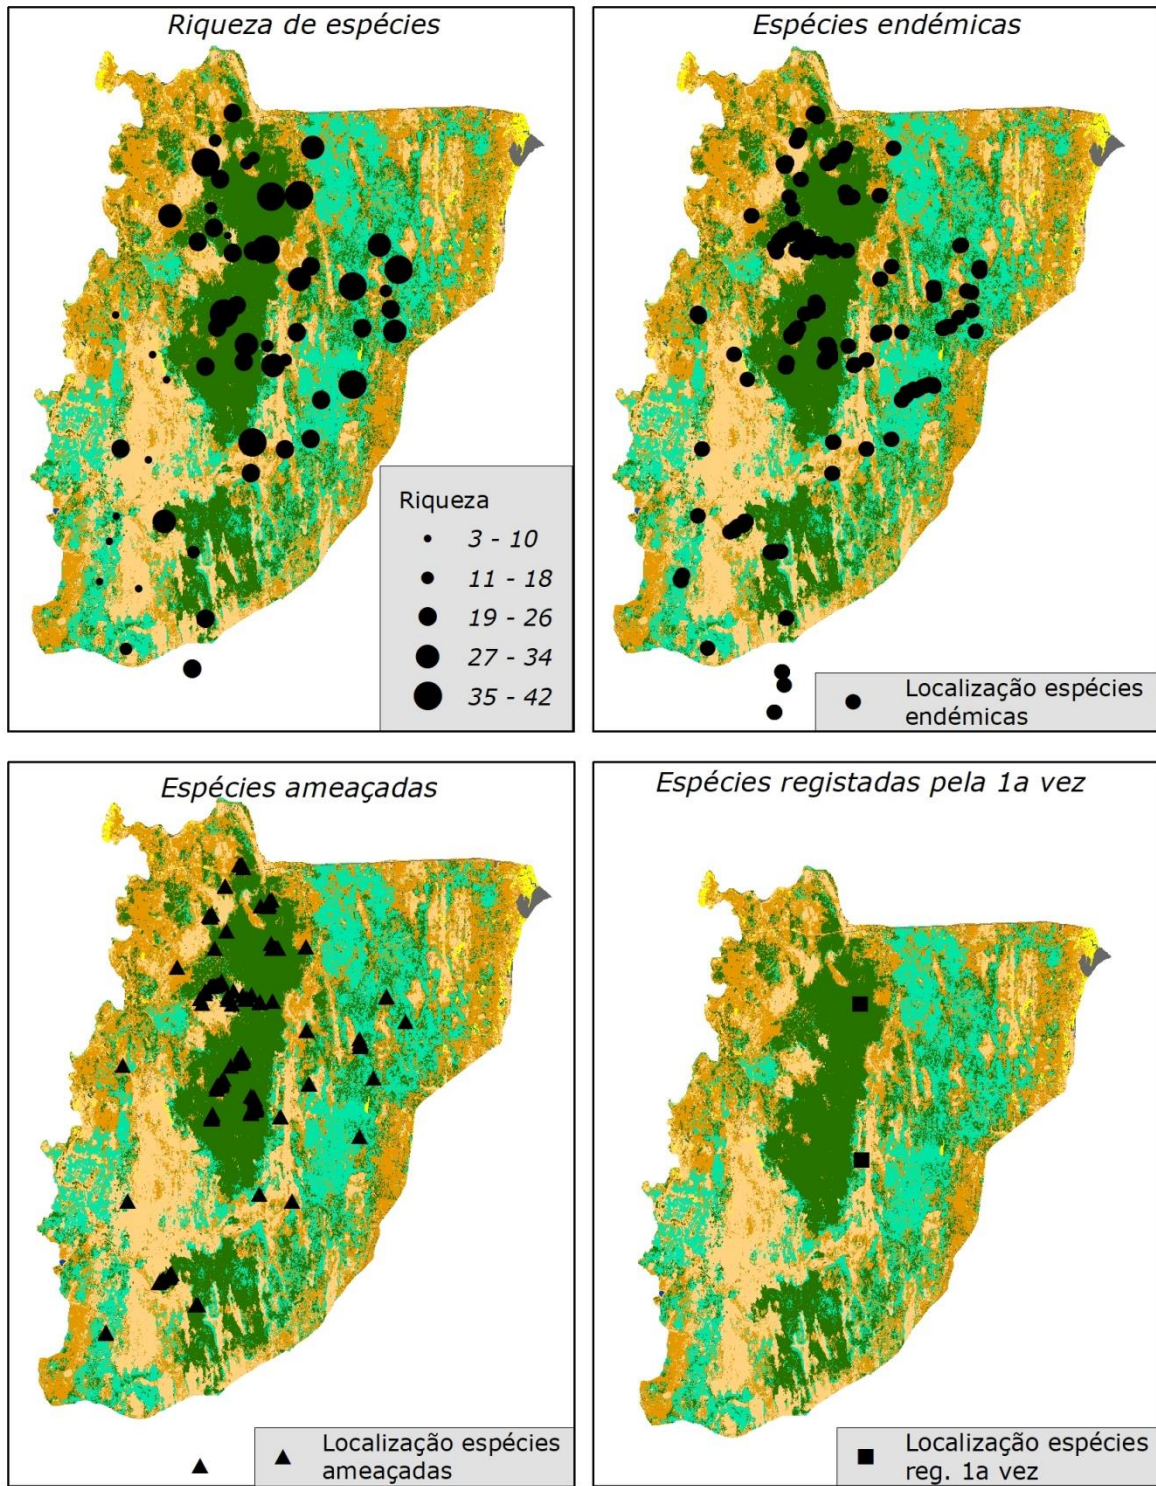 Riqueza de espécies
Riqueza
3 - 10
11 - 18
19 - 26
27 - 34
35 - 42
Espécies endémicas
Localização espécies
endémicas
Espécies ameaçadas
Localização espécies
ameaçadas
Espécies registadas pela 1a vez
Localização espécies
reg. 1a vez